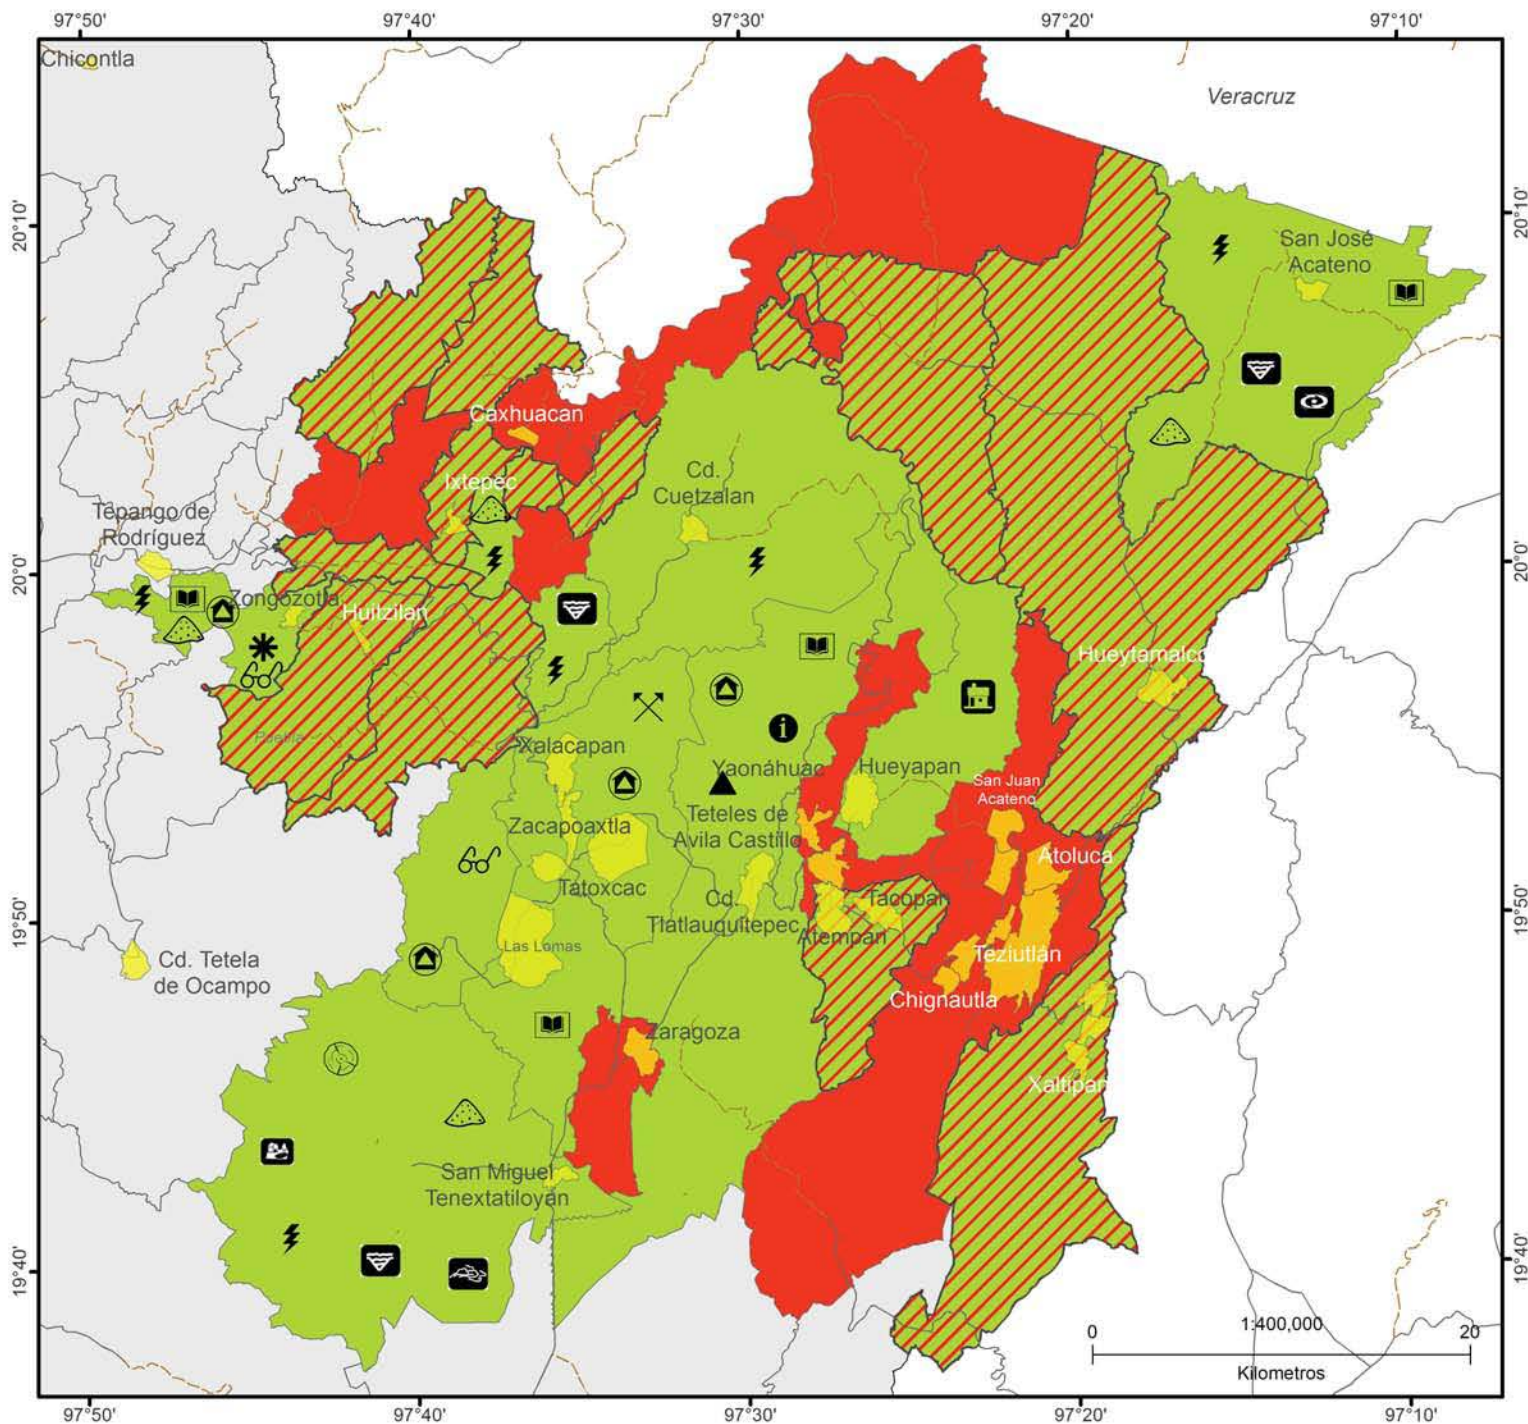 97°50'
97°40'
97°30'
97°20'
97°10'
Chicontla
Veracruz
20°10'
20°10'
San José
Acateno
Caxhuacan
Ixtepec
Cd.
Cuetzalan
Tepango de
Rodríguez
20°0'
20°0'
Zongozotla
Huitzilan
Hueytamalco
Puebla
Xalacapan
Yaonáhuac
Hueyapan
San Juan
Acateno
Teteles de
Avila Castillo
Zacapoaxtla
Atoluca
Tatoxcac
Cd.
Tlatlauquitepec
Tacopan
Atempan
19°50'
19°50'
Las Lomas
Cd. Tetela
de Ocampo
Teziutlán
Chignautla
Zaragoza
Xaltipan
San Miguel
Tenextatiloyan
19°40'
19°40'
1:400,000
0
20
Kilometros
97°50'
97°40'
97°30'
97°20'
97°10'